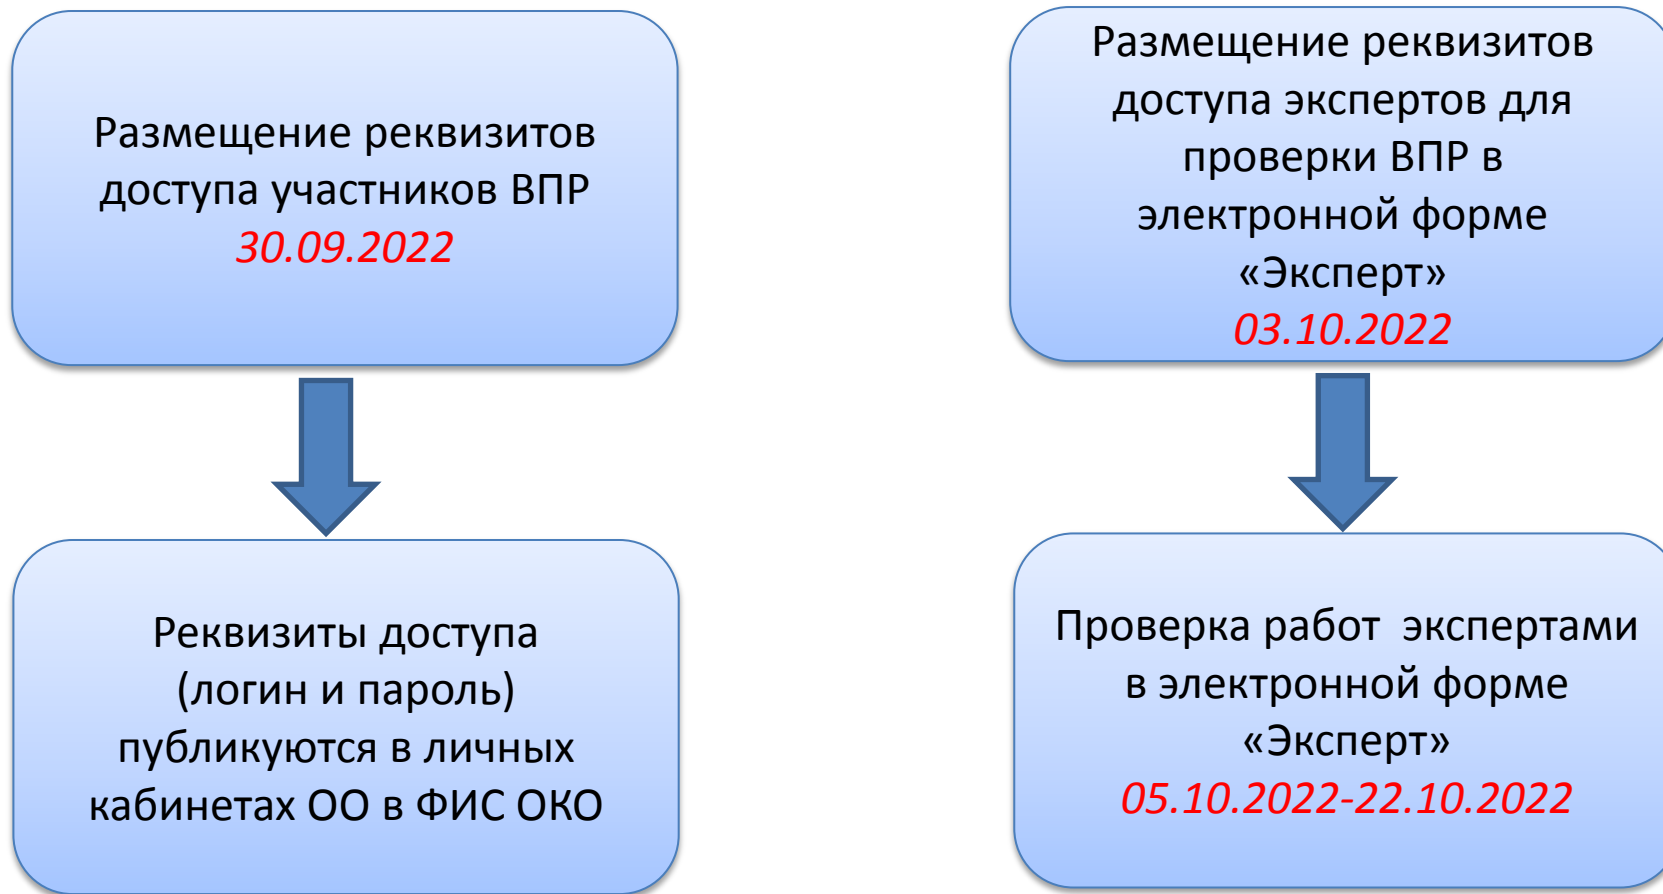 Размещение реквизитов
доступа участников ВПР
30.09.2022
Реквизиты доступа
(логин и пароль)
публикуются в личных
кабинетах ОО в ФИС ОКО
Размещение реквизитов
доступа экспертов для
проверки ВПР в
электронной форме
«Эксперт»
03.10.2022
Проверка работ экспертами
в электронной форме
«Эксперт»
05.10.2022-22.10.2022